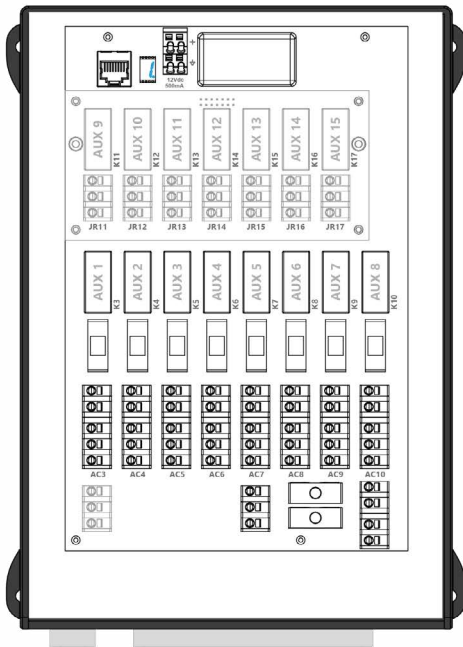 12Vdc
500mA
AUX 9
AUX 10
AUX 11
AUX 12
AUX 13
AUX 14
AUX 15
K11
K12
K13
K14
K15
K16
K17
JR11
JR12
JR13
JR14
JR15
JR16
JR17
AUX 1
AUX 2
AUX 3
AUX 4
AUX 5
AUX 6
AUX 7
AUX 8
K3
K4
K5
K6
K7
K8
K9
K10
AC3
AC4
AC5
AC6
AC7
AC8
AC9
AC10